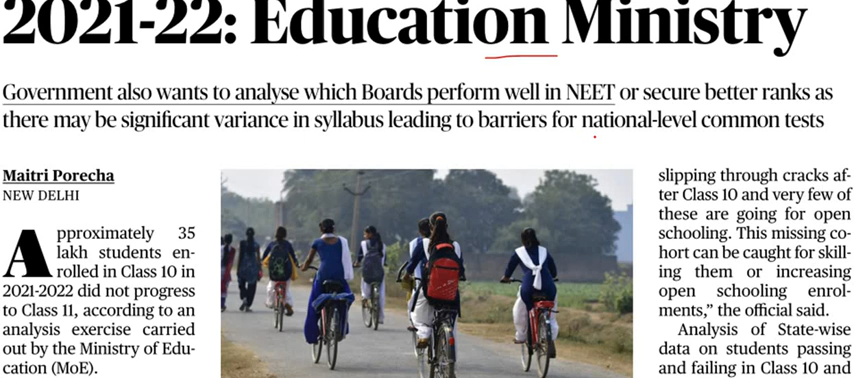 2021-22: Education Ministry
Government also wants to analyse which Boards perform well in NEET or secure better ranks as
there may be significant variance in syllabus leading to barriers for national-level common tests
Maitri Porecha
NEW DELHI
Approximately 35
lakh students en-
rolled in Class 10 in
2021-2022 did not progress
to Class 11, according to an
analysis exercise carried
out by the Ministry of Edu-
cation (MoE).
slipping through cracks af-
ter Class 10 and very few of
these are going for open
schooling. This missing co-
hort can be caught for skill-
ing them or increasing
open schooling enrol-
ments,” the official said.
Analysis of State-wise
data on students passing
and failing in Class 10 and